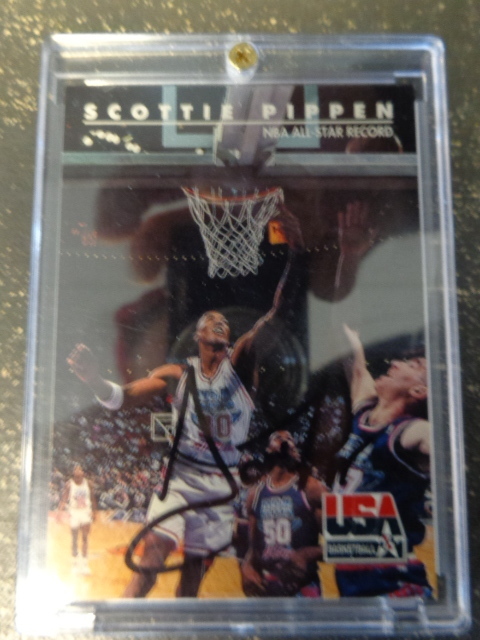 SCOTTIE PIPPEN
NBA ALL-STAR RECORD
50
USA
BASKETBALL